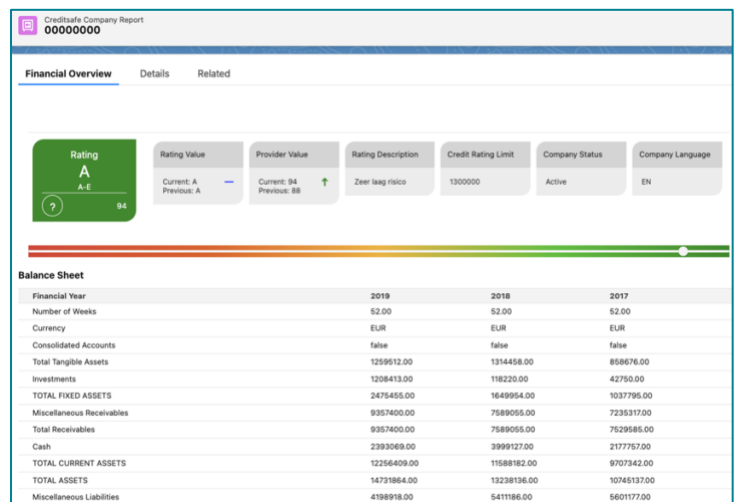 Creditsafe Company Report
00000000
Financial Overview Details Related
Rating
A
A-E
? 94
Rating Value
Current: A
Previous: A
Provider Value
Current: 94
Previous: 88
Rating Description
Zeer laag risico
Credit Rating Limit
1300000
Company Status
Active
Company Language
EN
Balance Sheet
Financial Year 2019 2018 2017
Number of Weeks 52.00 52.00 52.00
Currency EUR EUR EUR
Consolidated Accounts false false false
Total Tangible Assets 1259512.00 1314458.00 858676.00
Investments 1208413.00 118220.00 42750.00
TOTAL FIXED ASSETS 2475455.00 1649954.00 1037795.00
Miscellaneous Receivables 9357400.00 7589055.00 7235317.00
Total Receivables 9357400.00 7589055.00 7529585.00
Cash 2393069.00 3999127.00 2177757.00
TOTAL CURRENT ASSETS 12256409.00 11588182.00 9707342.00
TOTAL ASSETS 14731864.00 13238136.00 10745137.00
Miscellaneous Liabilities 4198918.00 5411186.00 5601177.00